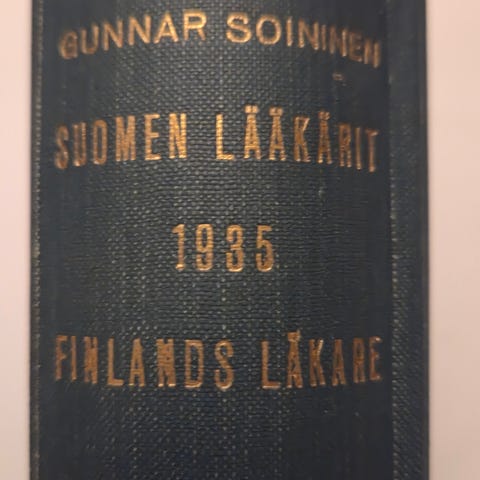 GUNNAR SOININEN
SUOMEN LÄÄKÄRIT
1935
FINLANDS LÄKARE